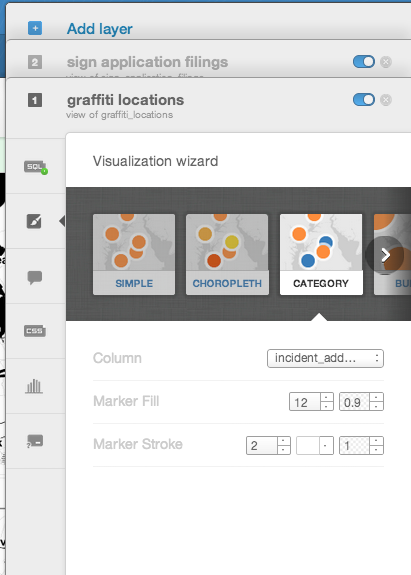 Add layer
2 sign application filings
view of sign_application_filings
1 graffiti locations
view of graffiti_locations
SQL
Visualization wizard
SIMPLE CHOROPLETH CATEGORY BU
Column incident_add...
Marker Fill 12 0.9
CSS
Marker Stroke 2 1